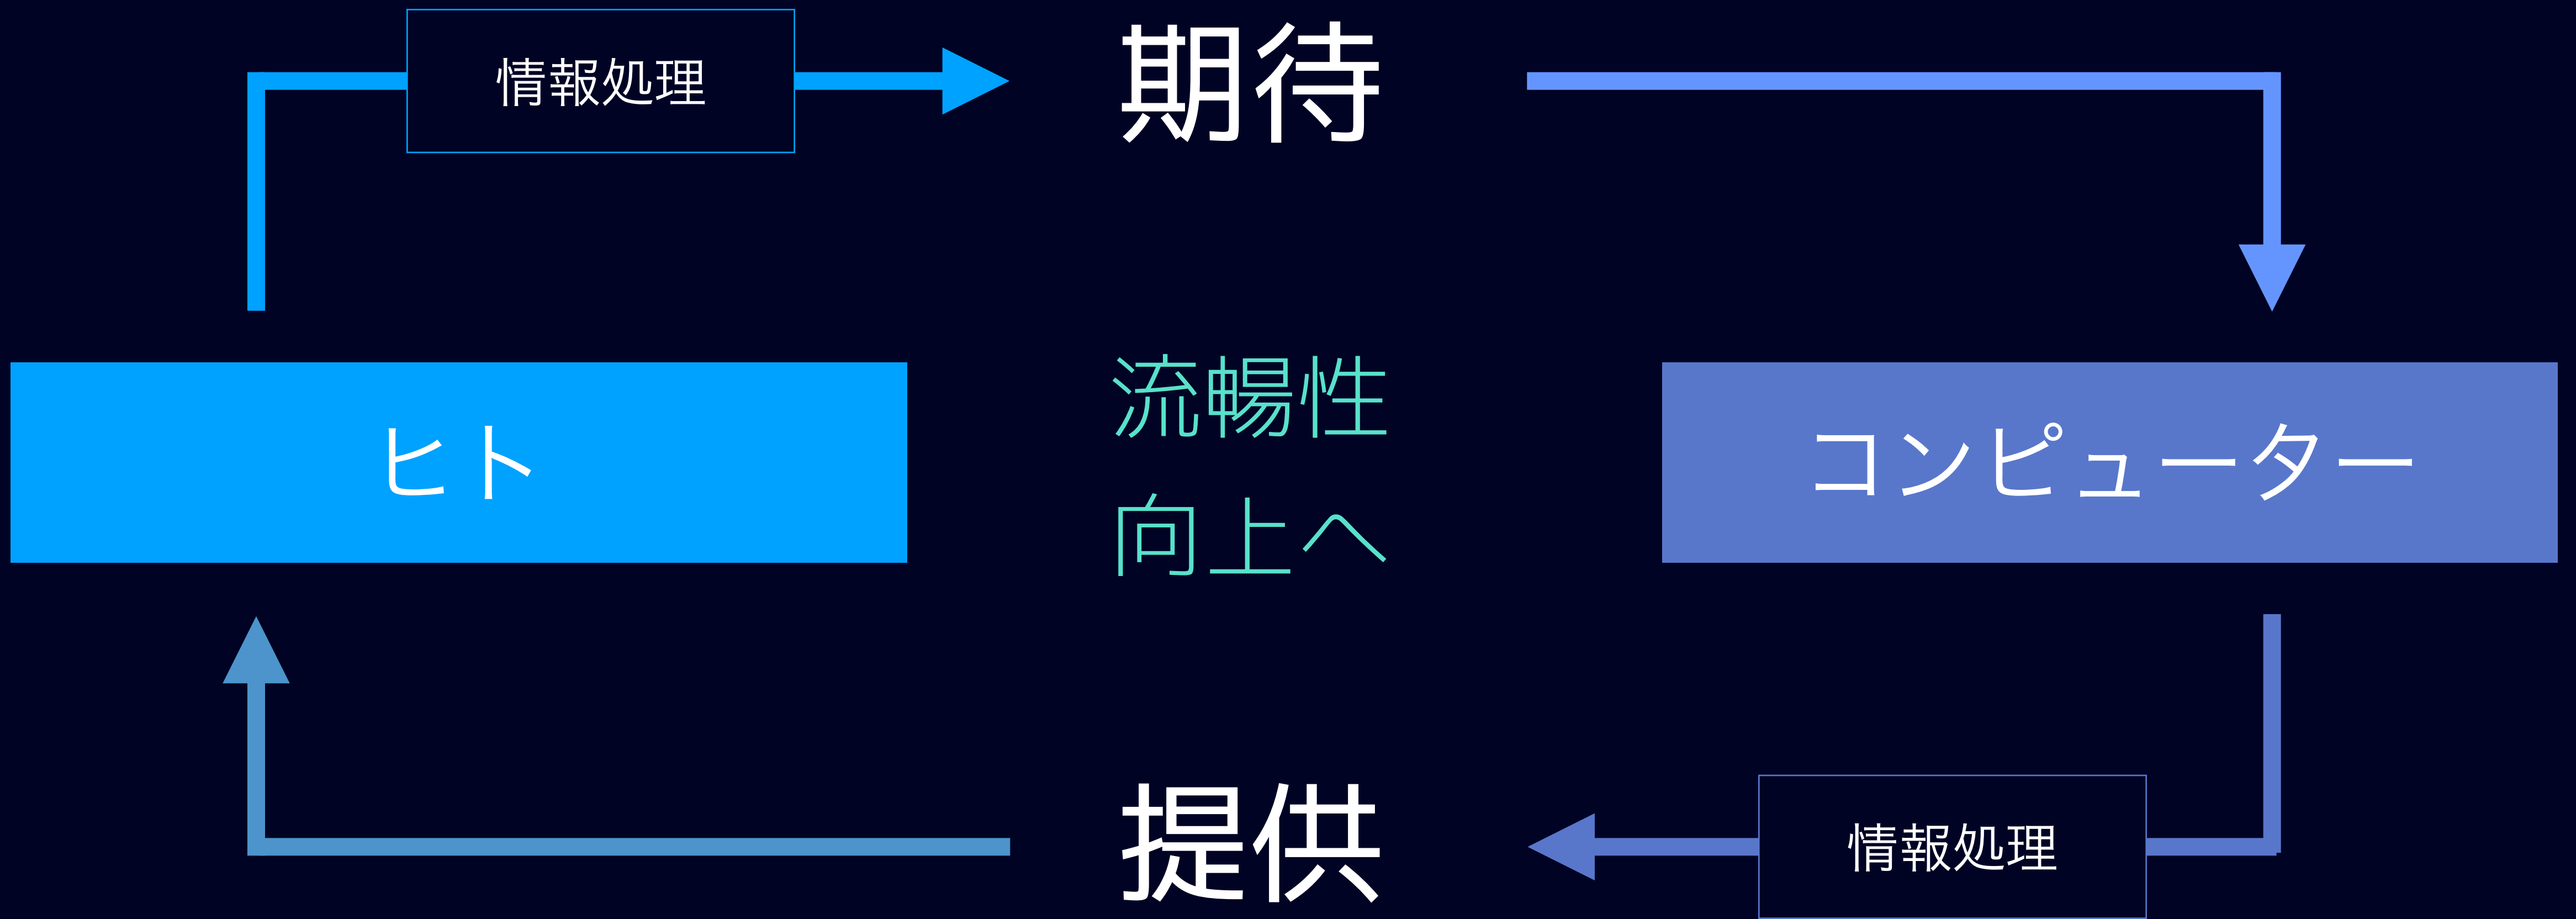 情報処理
期待
ヒト
流暢性
向上へ
コンピューター
提供
情報処理